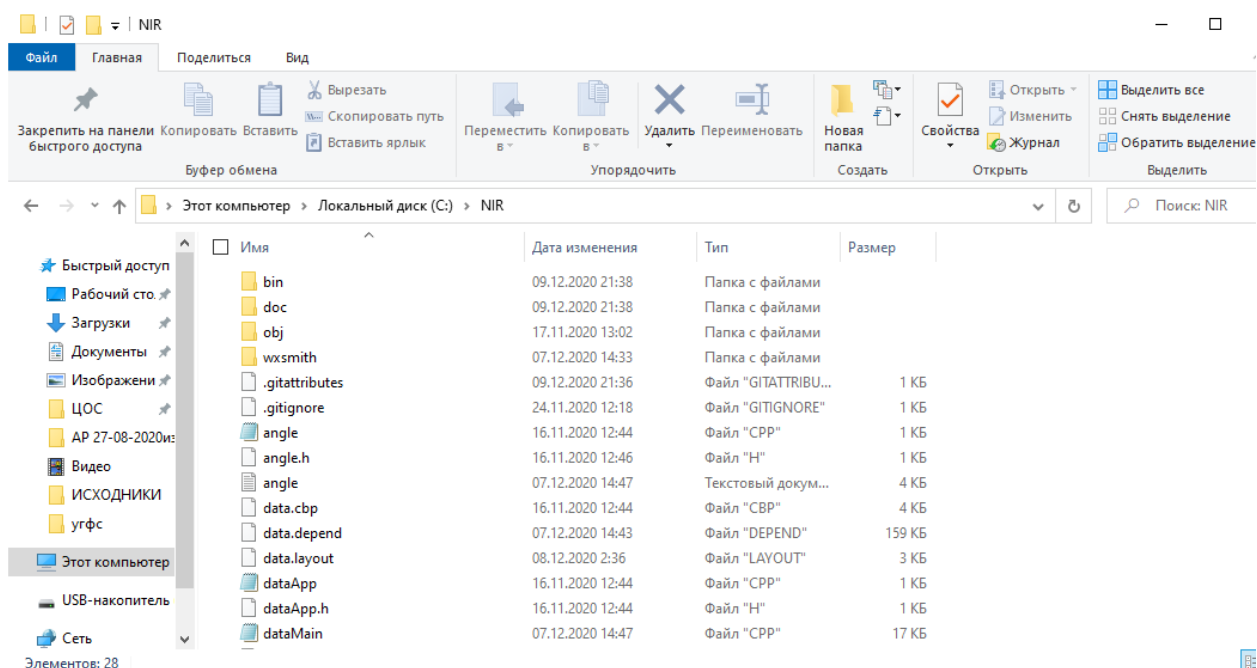 NIR
Файл Главная Поделиться Вид
Закрепить на панели быстрого доступа
Копировать
Вставить
Вырезать
Скопировать путь
Вставить ярлык
Буфер обмена
Переместить в
Копировать в
Удалить
Переименовать
Упорядочить
Новая папка
Создать
Свойства
Открыть
Изменить
Журнал
Открыть
Выделить все
Снять выделение
Обратить выделение
Выделить
Этот компьютер > Локальный диск (C:) > NIR
Поиск: NIR
Быстрый доступ
Рабочий сто.
Загрузки
Документы
Изображени
ЦОС
АР 27-08-2020из
Видео
ИСХОДНИКИ
угфс
Этот компьютер
USB-накопитель
Сеть
Имя Дата изменения Тип Размер
bin 09.12.2020 21:38 Папка с файлами
doc 09.12.2020 21:38 Папка с файлами
obj 17.11.2020 13:02 Папка с файлами
wxsmith 07.12.2020 14:33 Папка с файлами
.gitattributes 09.12.2020 21:36 Файл "GITATTRIBU... 1 КБ
.gitignore 24.11.2020 12:18 Файл "GITIGNORE" 1 КБ
angle 16.11.2020 12:44 Файл "CPP" 1 КБ
angle.h 16.11.2020 12:46 Файл "H" 1 КБ
angle 07.12.2020 14:47 Текстовый докум... 4 КБ
data.cbp 16.11.2020 12:44 Файл "CBP" 4 КБ
data.depend 07.12.2020 14:43 Файл "DEPEND" 159 КБ
data.layout 08.12.2020 2:36 Файл "LAYOUT" 3 КБ
dataApp 16.11.2020 12:44 Файл "CPP" 1 КБ
dataApp.h 16.11.2020 12:44 Файл "H" 1 КБ
dataMain 07.12.2020 14:47 Файл "CPP" 17 КБ
Элементов: 28